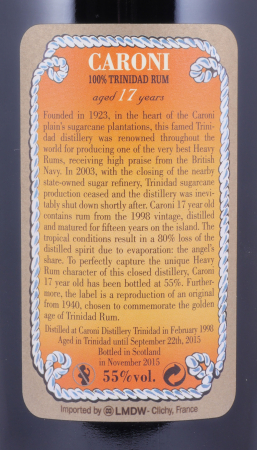 CARONI
100% TRINIDAD RUM
aged 17 years
Founded in 1923, in the heart of the Caroni
plain's sugarcane plantations, this famed Trini-
dad distillery was renowned throughout the
world for producing one of the very best Heavy
Rums, receiving high praise from the British
Navy. In 2003, with the closing of the nearby
state-owned sugar refinery, Trinidad sugarcane
production ceased and the distillery was inevi-
tably shut down shortly after. Caroni 17 year old
contains rum from the 1998 vintage, distilled
and matured for fifteen years on the island. The
tropical conditions result in a 80% loss of the
distilled spirit due to evaporation: the angel's
share. To perfectly capture the unique Heavy
Rum character of this closed distillery, Caroni
17 year old has been bottled at 55%. Further-
more, the label is a reproduction of an original
from 1940, chosen to commemorate the golden
age of Trinidad Rum.
Distilled at Caroni Distillery Trinidad in February 1998
Aged in Trinidad until September 22th, 2015
Bottled in Scotland
in November 2015
55% vol.
Imported by LMDW - Clichy, France